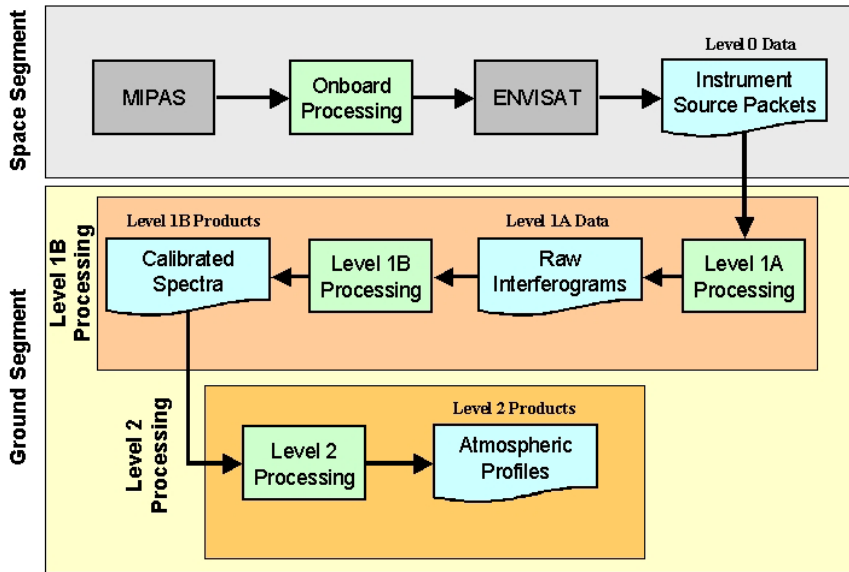 Space Segment
Level 0 Data
MIPAS
Onboard
Processing
ENVISAT
Instrument
Source Packets
Ground Segment
Level 1B
Processing
Level 1B Products
Level 1A Data
Calibrated
Spectra
Level 1B
Processing
Raw
Interferograms
Level 1A
Processing
Level 2
Processing
Level 2 Products
Level 2
Processing
Atmospheric
Profiles